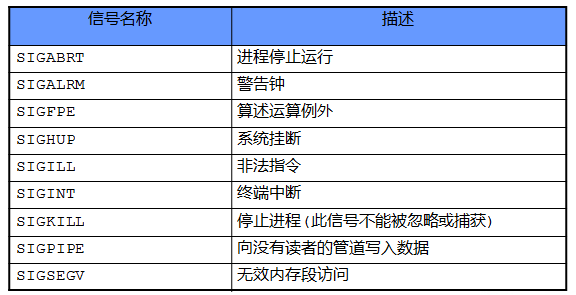 信号名称 描述
SIGABRT 进程停止运行
SIGALRM 警告钟
SIGFPE 算述运算例外
SIGHUP 系统挂断
SIGILL 非法指令
SIGINT 终端中断
SIGKILL 停止进程(此信号不能被忽略或捕获)
SIGPIPE 向没有读者的管道写入数据
SIGSEGV 无效内存段访问